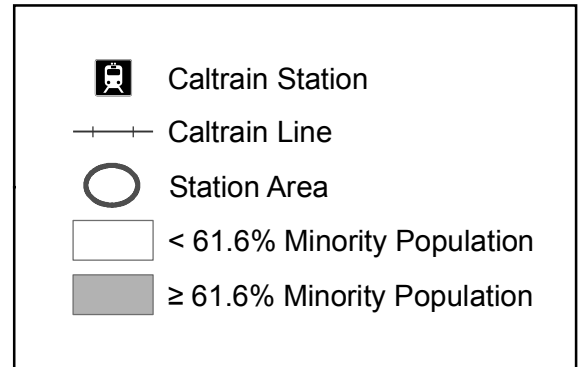 Caltrain Station
Caltrain Line
Station Area
< 61.6% Minority Population
≥ 61.6% Minority Population